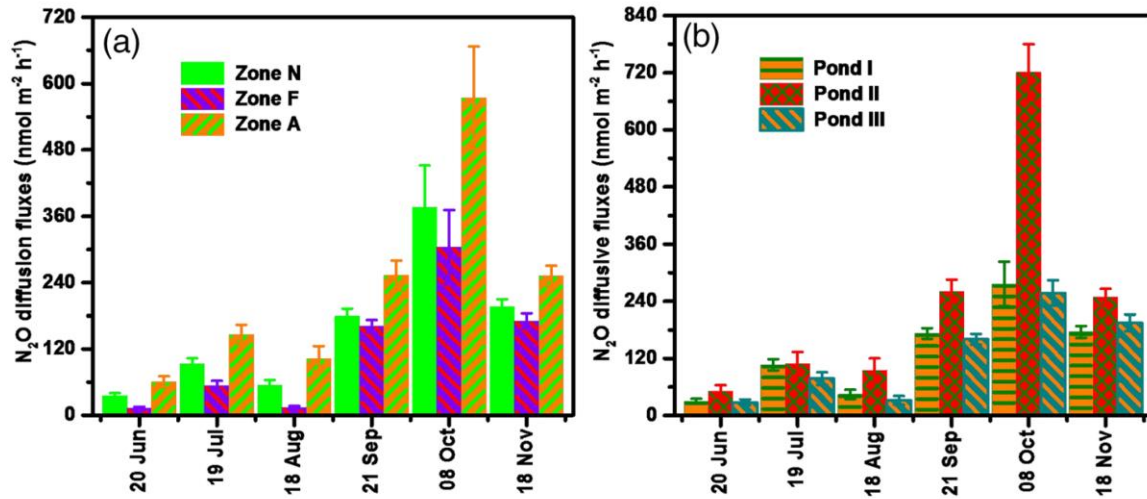 (a)
N₂O diffusion fluxes (nmol m⁻² h⁻¹)
720
600
480
360
240
120
0
Zone N
Zone F
Zone A
20 Jun
19 Jul
18 Aug
21 Sep
08 Oct
18 Nov
(b)
N₂O diffusive fluxes (nmol m⁻² h⁻¹)
840
720
600
480
360
240
120
0
Pond I
Pond II
Pond III
20 Jun
19 Jul
18 Aug
21 Sep
08 Oct
18 Nov